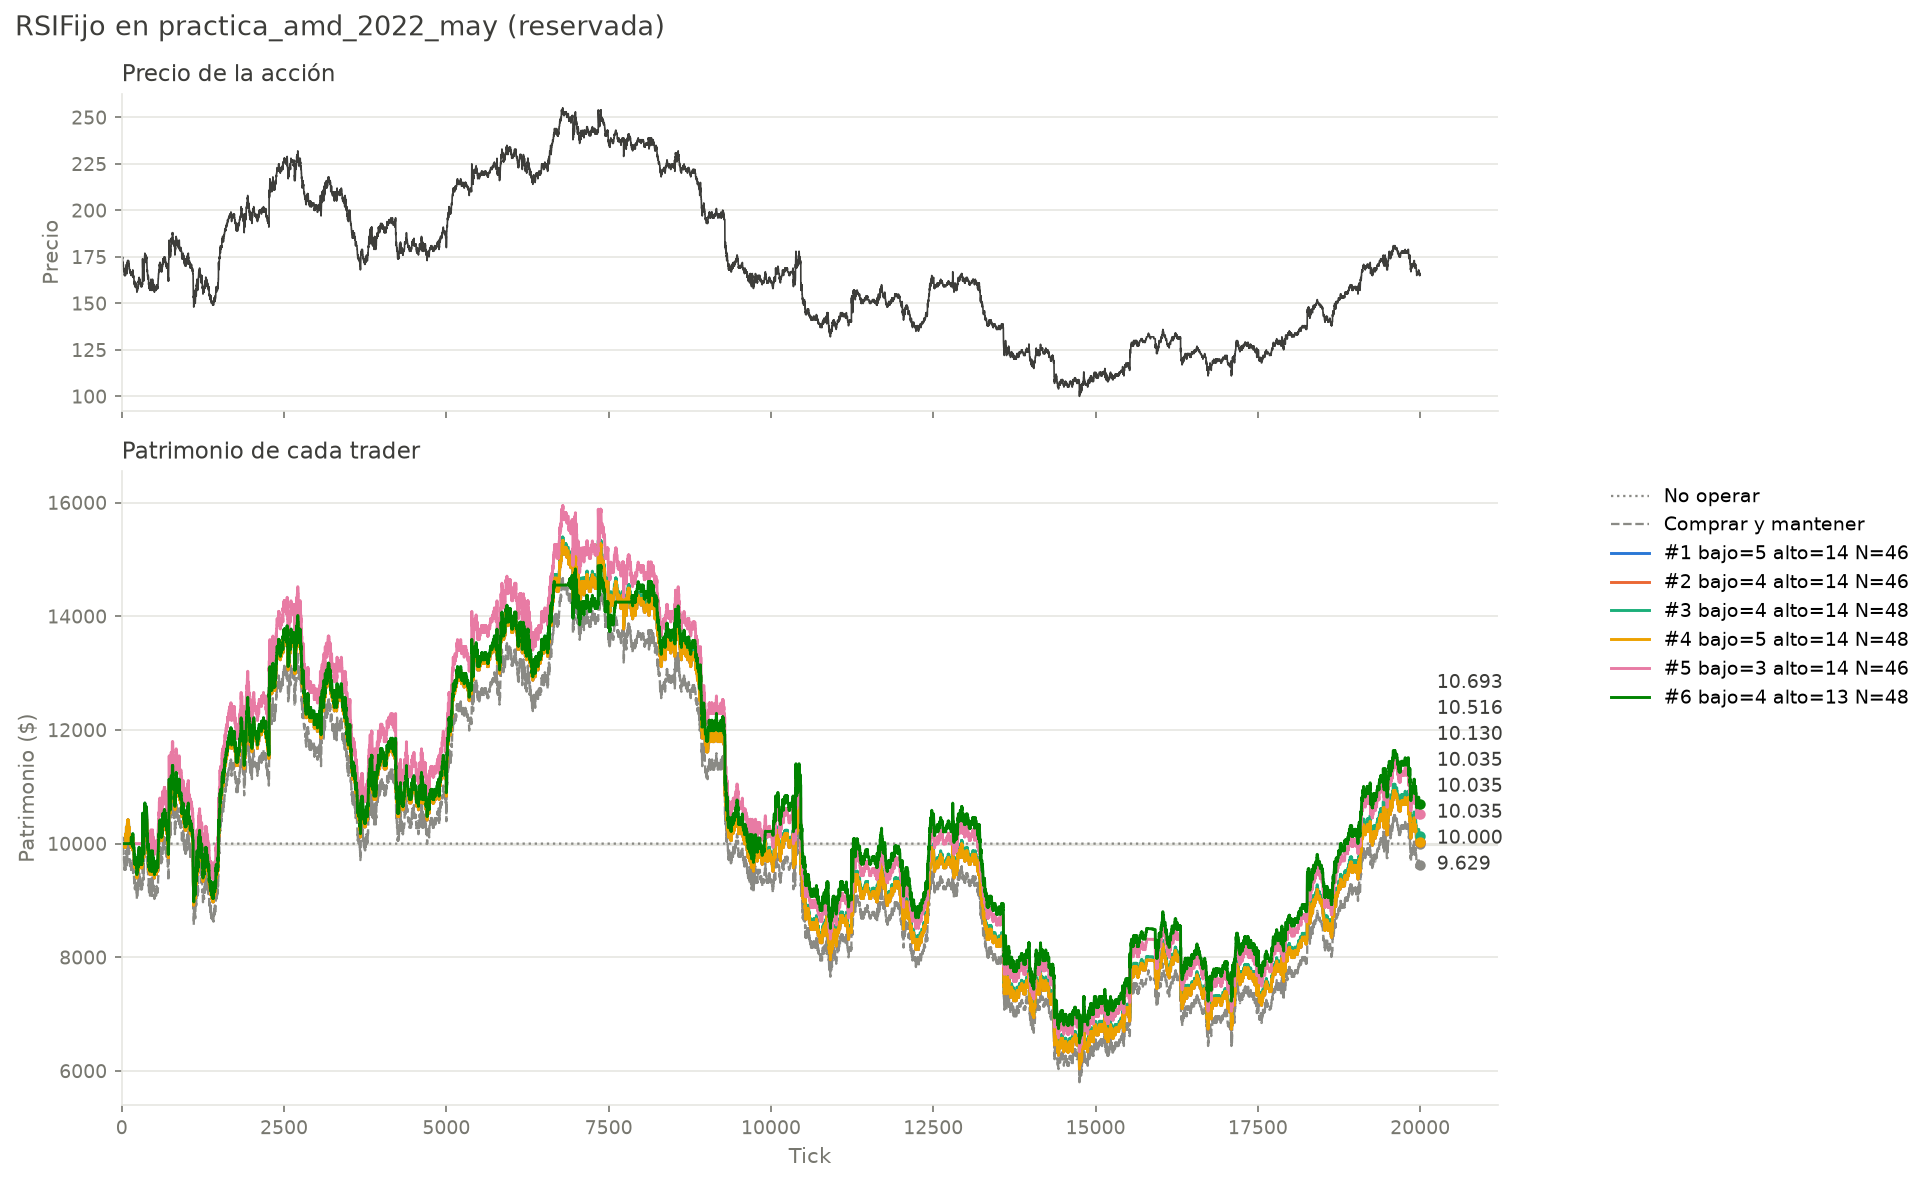 RSIFijo en practica_amd_2022_may (reservada)
Precio de la acción
250
225
200
175
150
125
100
Precio
Patrimonio de cada trader
16000
14000
12000
10000
8000
6000
Patrimonio ($)
0
2500
5000
7500
10000
12500
15000
17500
20000
Tick
10.693
10.516
10.130
10.035
10.035
10.035
10.000
9.629
No operar
Comprar y mantener
#1 bajo=5 alto=14 N=46
#2 bajo=4 alto=14 N=46
#3 bajo=4 alto=14 N=48
#4 bajo=5 alto=14 N=48
#5 bajo=3 alto=14 N=46
#6 bajo=4 alto=13 N=48